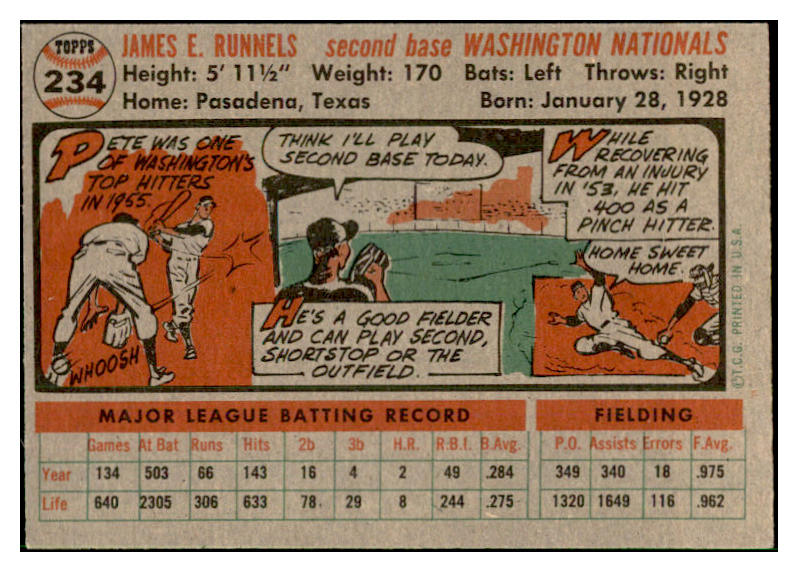 TOPPS
234
JAMES E. RUNNELS second base WASHINGTON NATIONALS
Height: 5' 11½" Weight: 170 Bats: Left Throws: Right
Home: Pasadena, Texas Born: January 28, 1928
PETE WAS ONE
OF WASHINGTON'S
TOP HITTERS
IN 1955.
WHOOSH
THINK I'LL PLAY
SECOND BASE TODAY.
HE'S A GOOD FIELDER
AND CAN PLAY SECOND,
SHORTSTOP OR THE
OUTFIELD.
WHILE
RECOVERING
FROM AN INJURY
IN '53, HE HIT
.400 AS A
PINCH HITTER.
HOME SWEET
HOME.
©T.C.G. PRINTED IN U.S.A.
MAJOR LEAGUE BATTING RECORD FIELDING
Games At Bat Runs Hits 2b 3b H.R. R.B.I. B.Avg. P.O. Assists Errors F.Avg.
Year 134 503 66 143 16 4 2 49 .284 349 340 18 .975
Life 640 2305 306 633 78 29 8 244 .275 1320 1649 116 .962